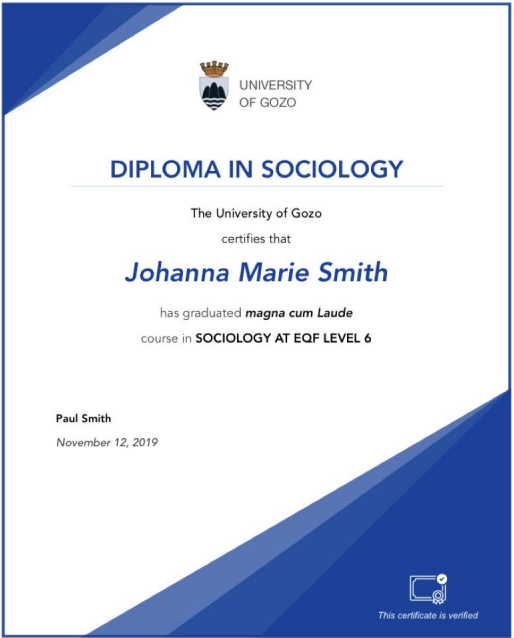 UNIVERSITY
OF GOZO
DIPLOMA IN SOCIOLOGY
The University of Gozo
certifies that
Johanna Marie Smith
has graduated magna cum Laude
course in SOCIOLOGY AT EQF LEVEL 6
Paul Smith
November 12, 2019
This certificate is verified